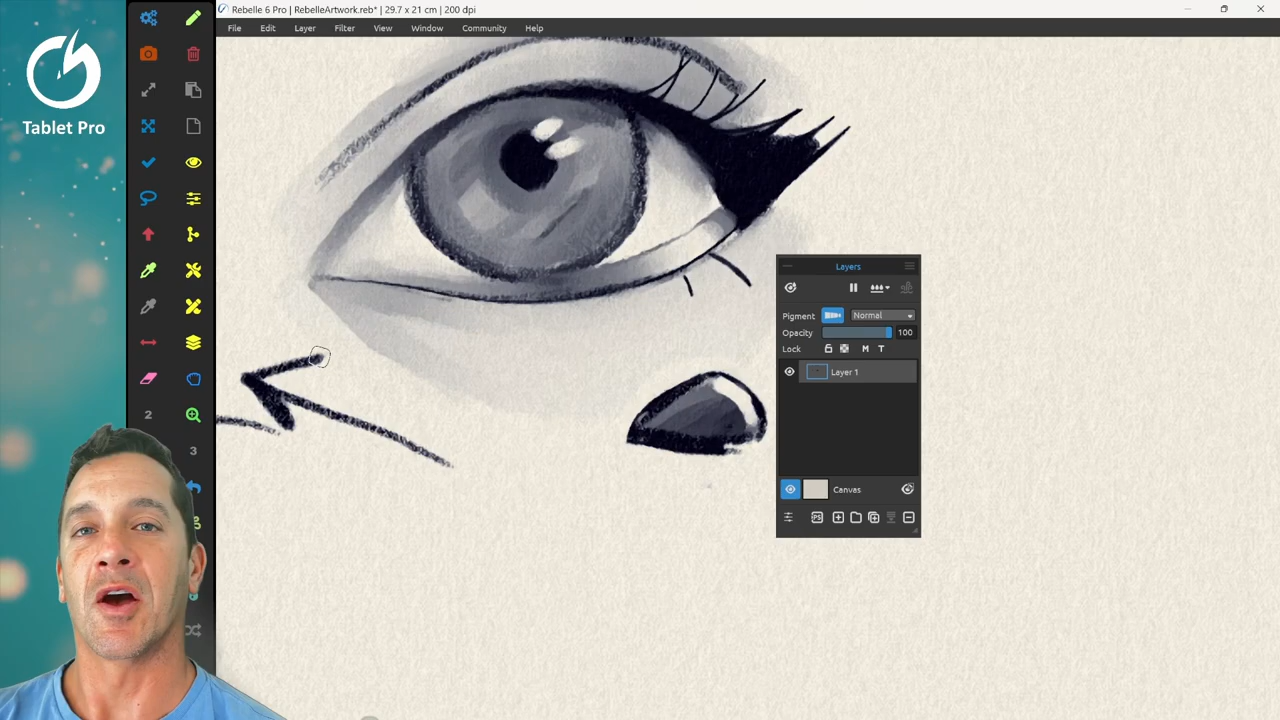 Rebelle 6 Pro | RebelleArtwork.reb* | 29.7 x 21 cm | 200 dpi
File Edit Layer Filter View Window Community Help
Tablet Pro
2
3
Layers
Pigment Normal
Opacity 100
Lock M T
Layer 1
Canvas
PS